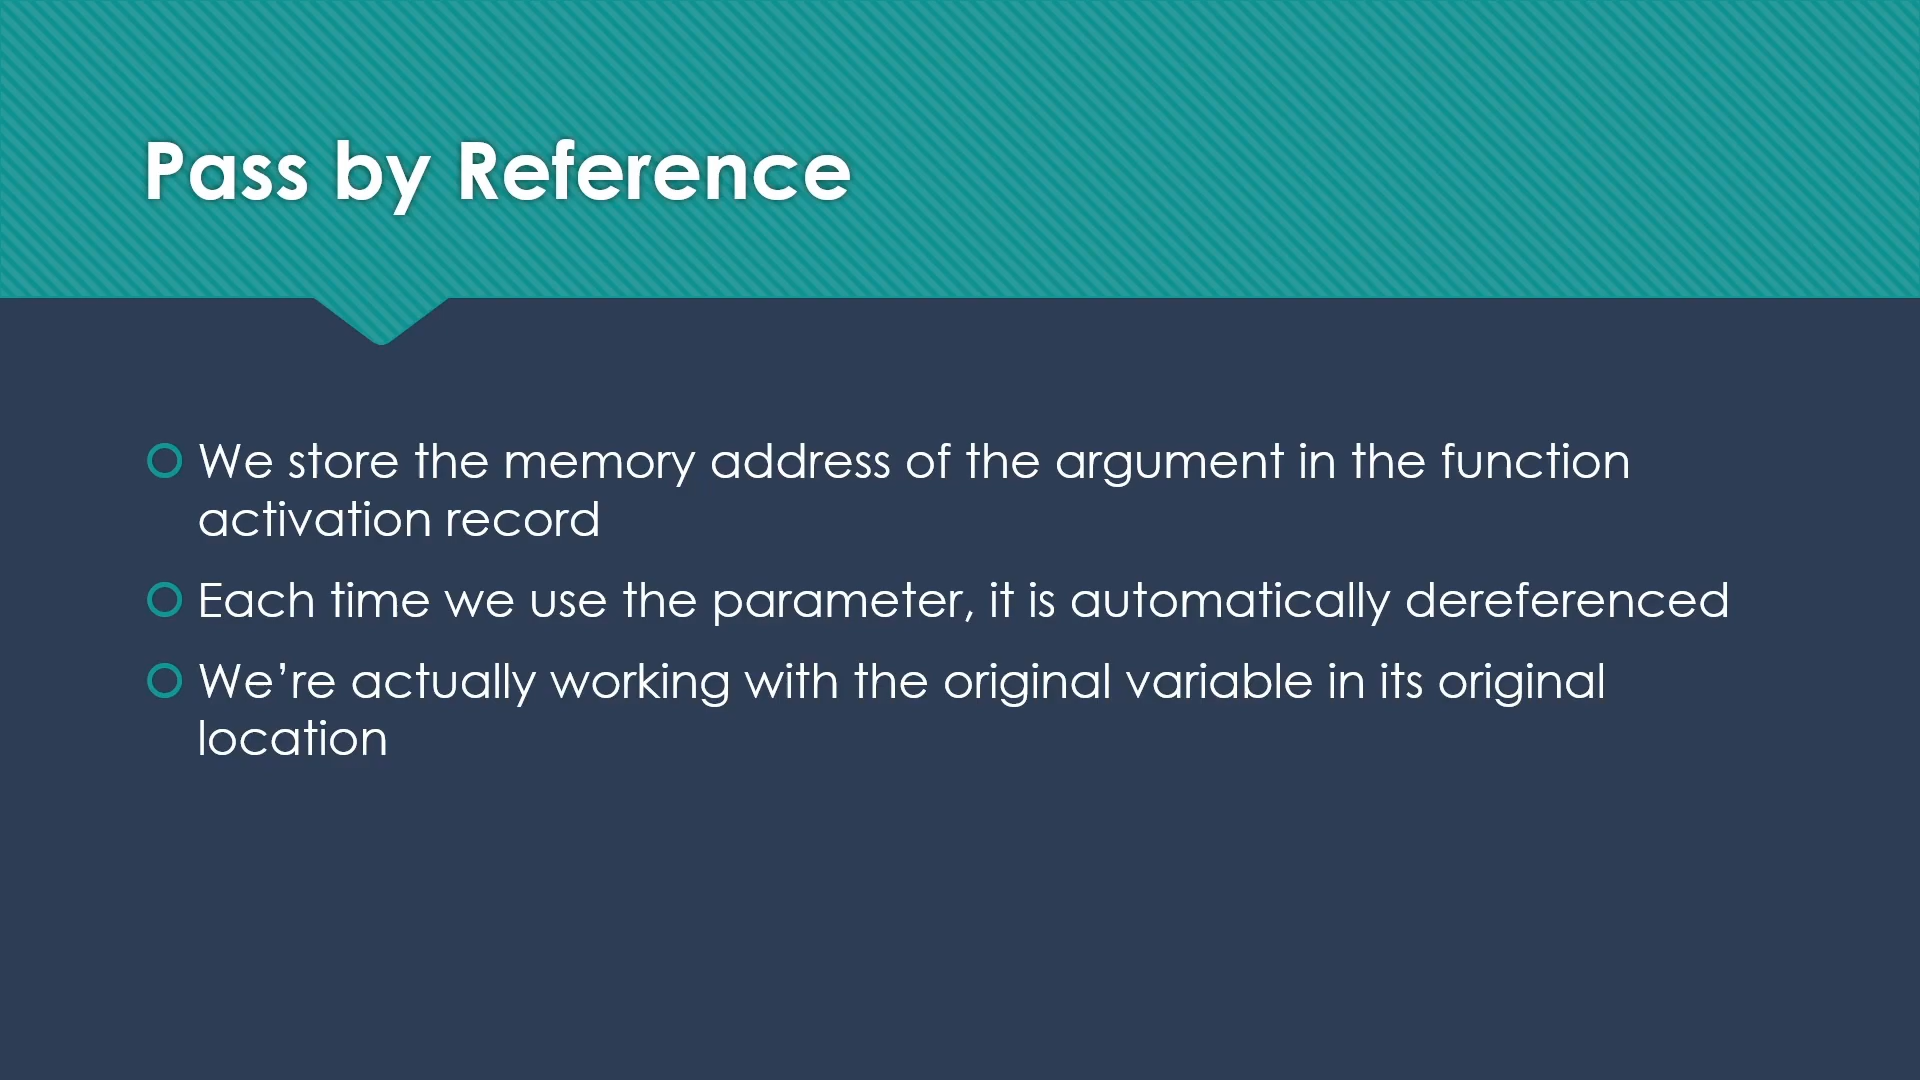 Pass by Reference
We store the memory address of the argument in the function
activation record
Each time we use the parameter, it is automatically dereferenced
We’re actually working with the original variable in its original
location